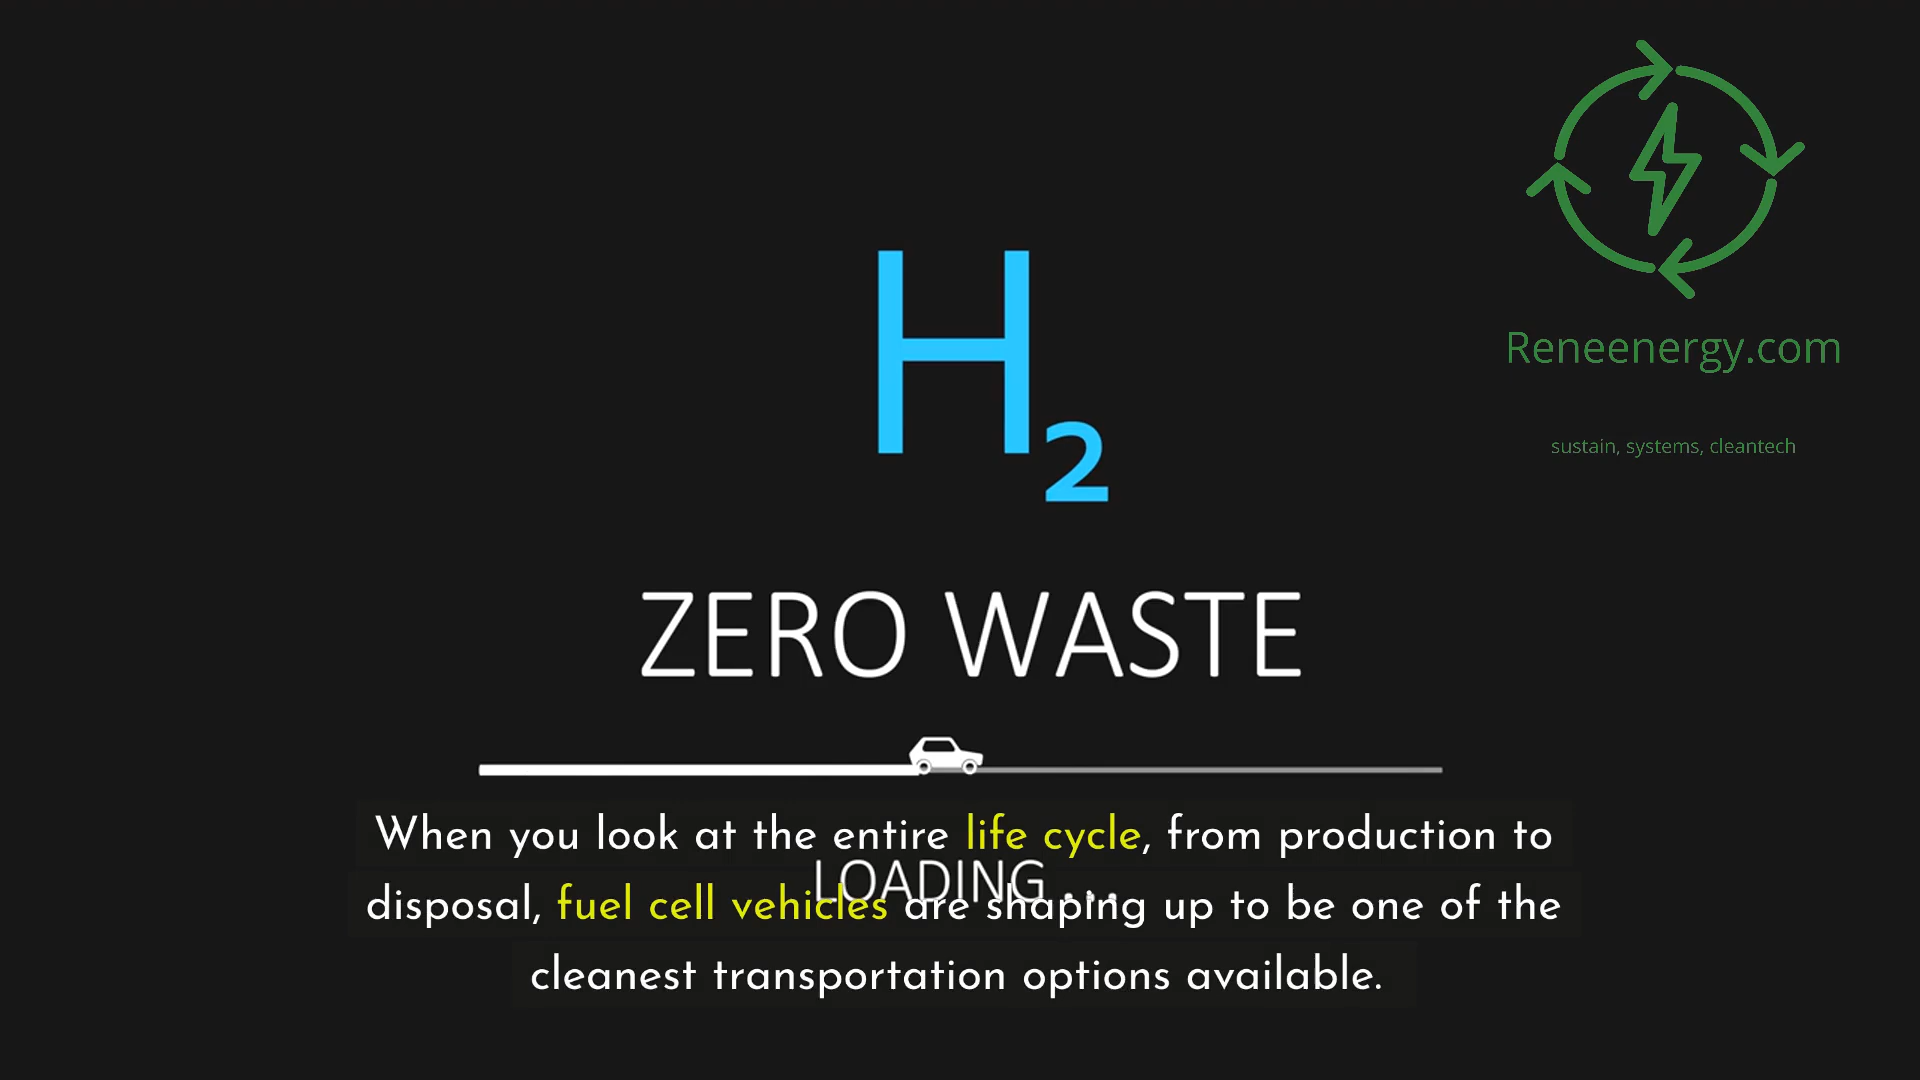 Reneenergy.com
sustain, systems, cleantech
H₂
ZERO WASTE
When you look at the entire life cycle, from production to
LOADING ...
disposal, fuel cell vehicles are shaping up to be one of the
cleanest transportation options available.